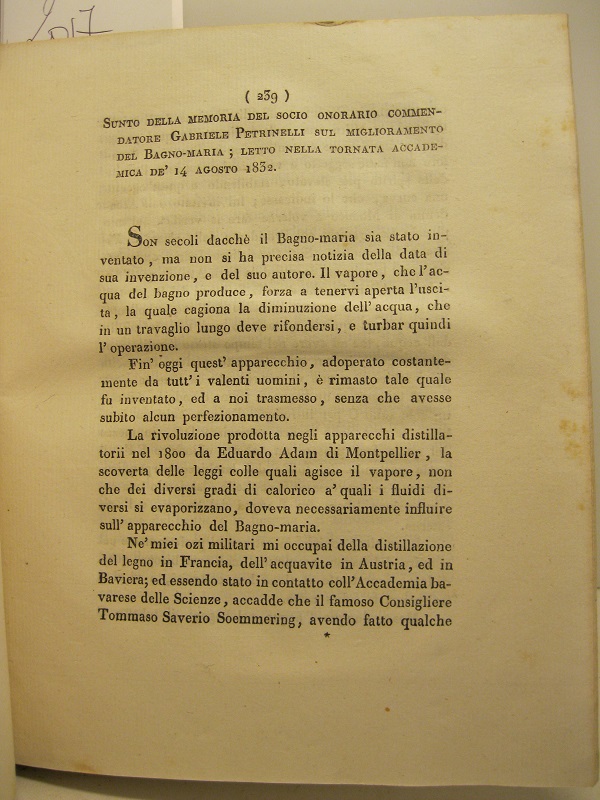 2017
( 239 )
SUNTO DELLA MEMORIA DEL SOCIO ONORARIO COMMEN-
DATORE GABRIELE PETRINELLI SUL MIGLIORAMENTO
DEL BAGNO-MARIA ; LETTO NELLA TORNATA ACCADE-
MICA DE' 14 AGOSTO 1832.
SON secoli dacchè il Bagno-maria sia stato in-
ventato , ma non si ha precisa notizia della data di
sua invenzione, e del suo autore. Il vapore, che l'ac-
qua del bagno produce, forza a tenervi aperta l'usci-
ta, la quale cagiona la diminuzione dell'acqua, che
in un travaglio lungo deve rifondersi, e turbar quindi
l'operazione.
Fin' oggi quest' apparecchio, adoperato costante-
mente da tutt' i valenti uomini, è rimasto tale quale
fu inventato, ed a noi trasmesso, senza che avesse
subito alcun perfezionamento.
La rivoluzione prodotta negli apparecchi distilla-
torii nel 1800 da Eduardo Adam di Montpellier , la
scoverta delle leggi colle quali agisce il vapore, non
che dei diversi gradi di calorico a' quali i fluidi di-
versi si evaporizzano, doveva necessariamente influire
sull' apparecchio del Bagno-maria.
Ne' miei ozi militari mi occupai della distillazione
del legno in Francia, dell'acquavite in Austria, ed in
Baviera; ed essendo stato in contatto coll'Accademia ba-
varese delle Scienze, accadde che il famoso Consigliere
Tommaso Saverio Soemmering, avendo fatto qualche
*